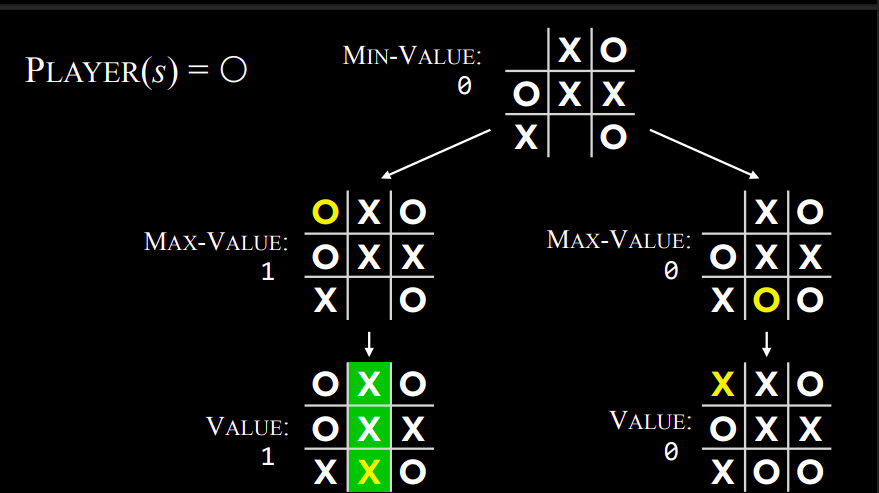 PLAYER(s) = O
MIN-VALUE:
0
X O
O X X
X O
MAX-VALUE:
1
O X O
O X X
X O
MAX-VALUE:
0
X O
O X X
X O O
VALUE:
1
O X O
O X X
X X O
VALUE:
0
X X O
O X X
X O O